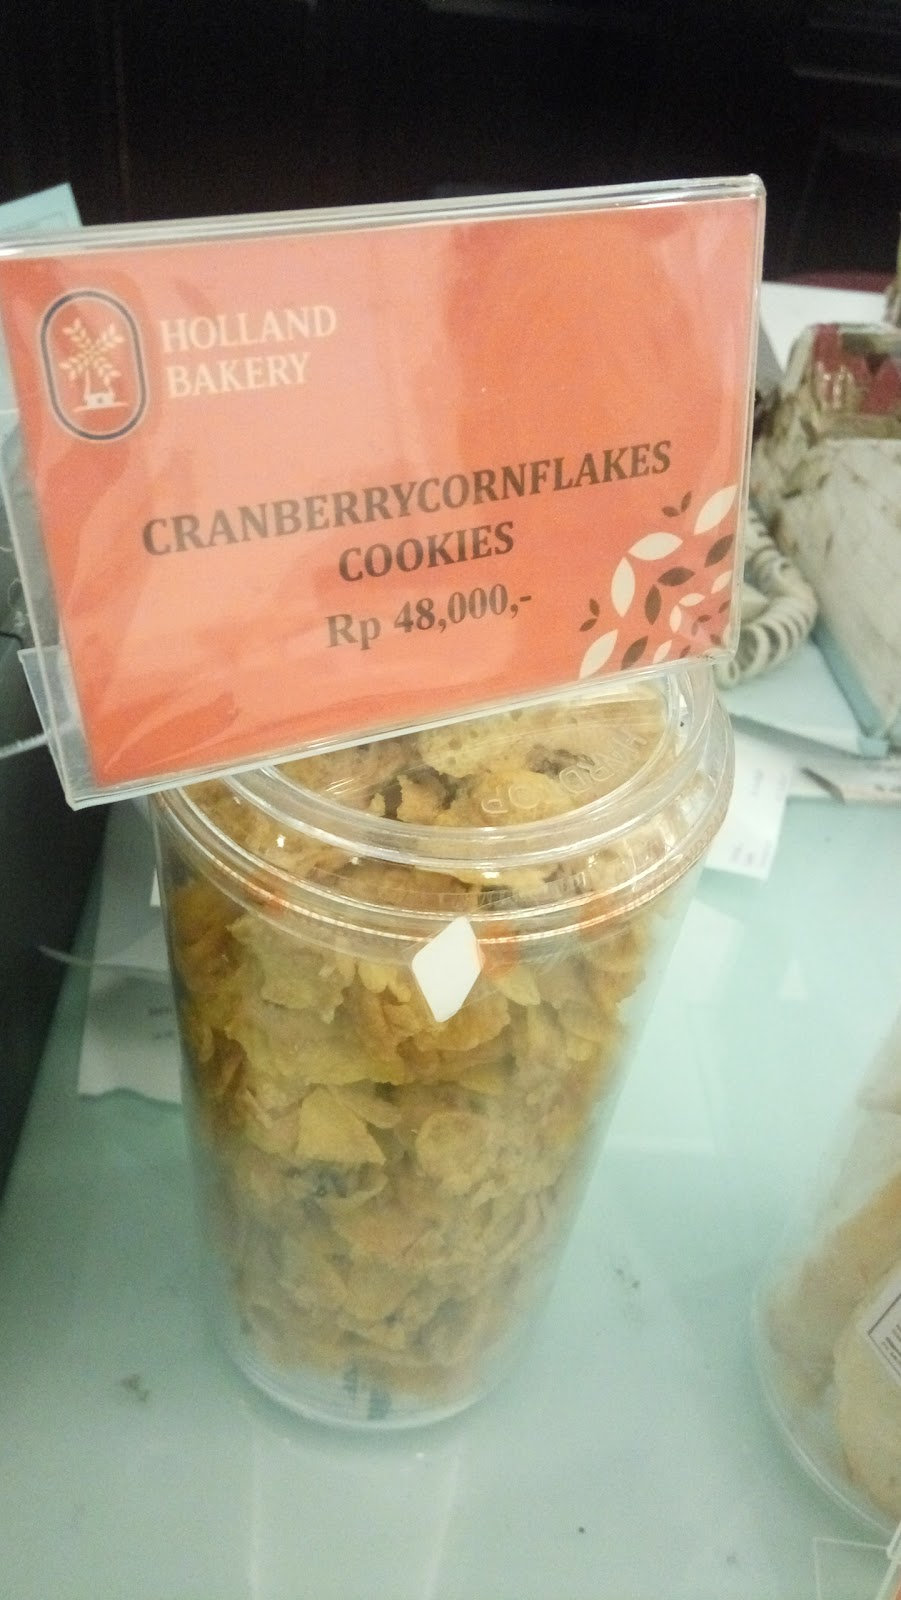 HOLLAND
BAKERY
CRANBERRYCORNFLAKES
COOKIES
Rp 48,000,-